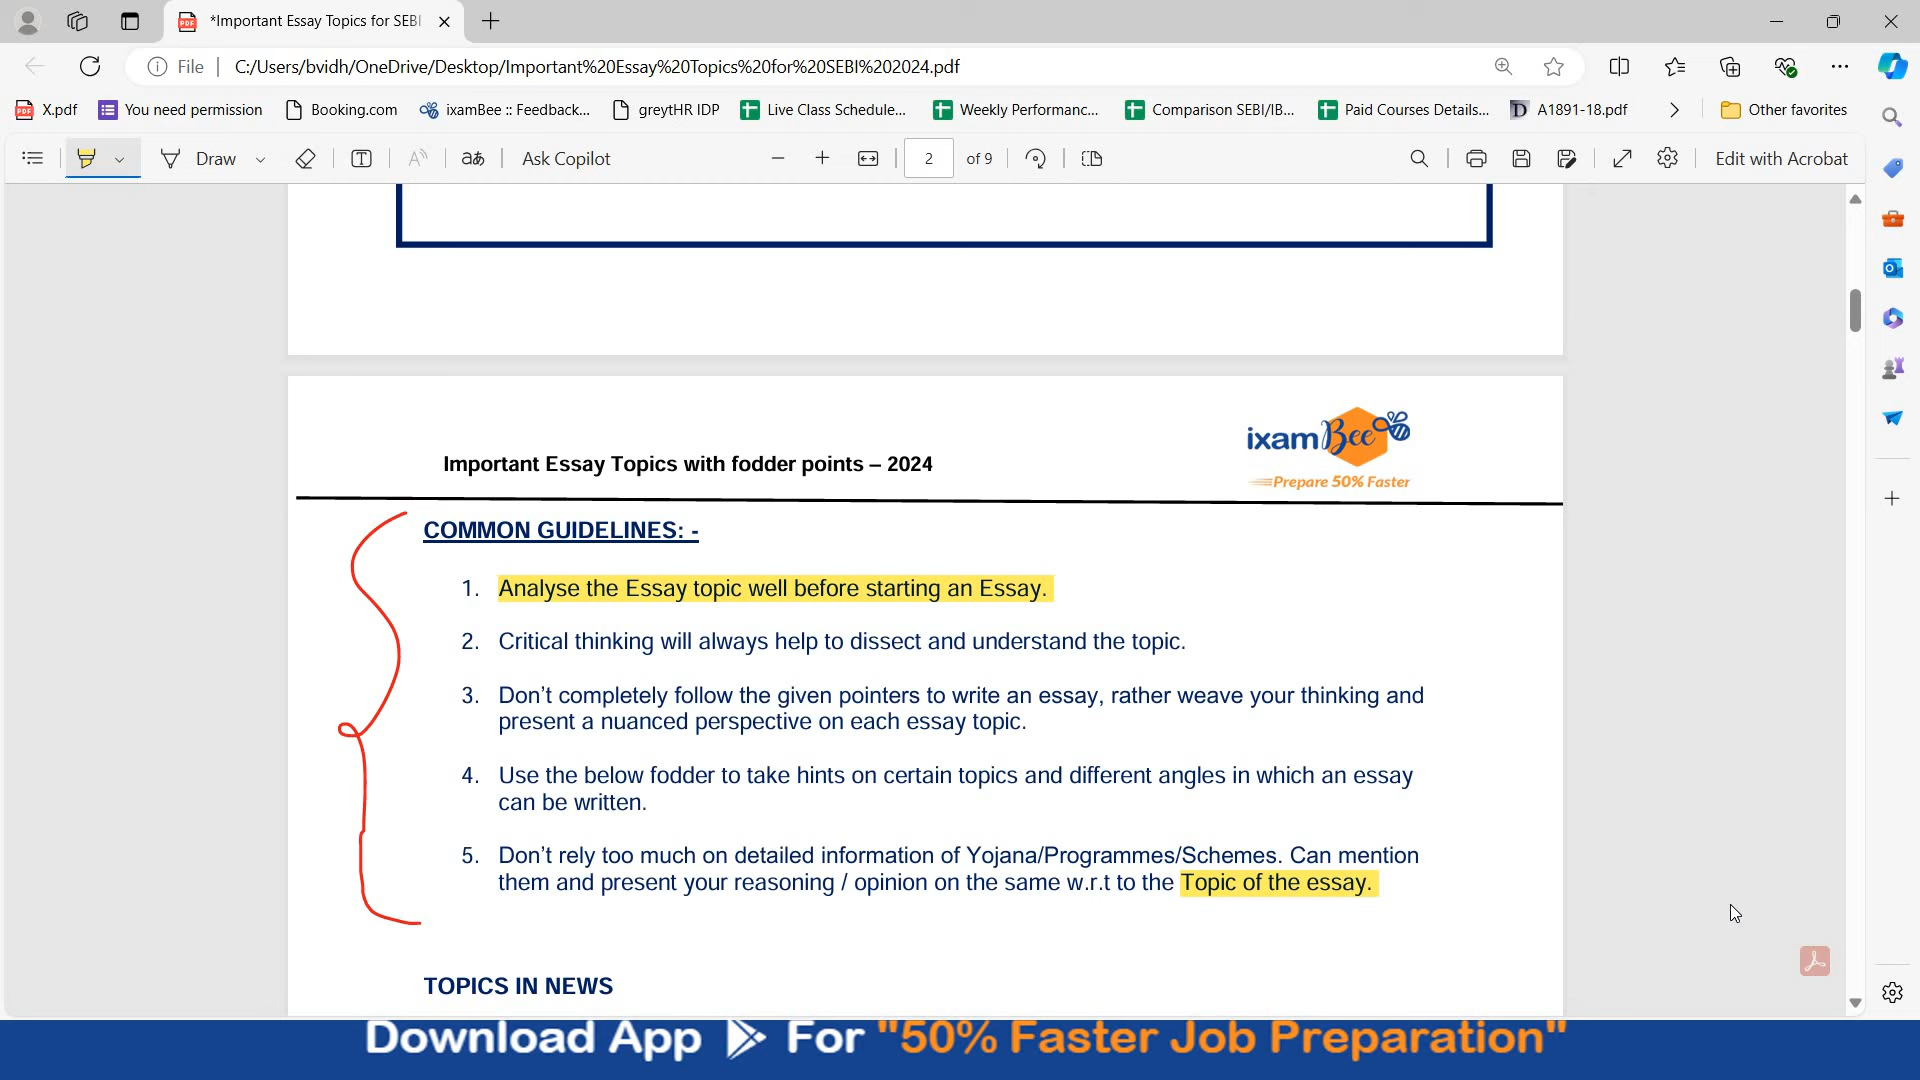 *Important Essay Topics for SEBI
File
C:/Users/bvidh/OneDrive/Desktop/Important%20Essay%20Topics%20for%20SEBI%202024.pdf
X.pdf
You need permission
Booking.com
ixamBee :: Feedback...
greytHR IDP
Live Class Schedule...
Weekly Performanc...
Comparison SEBI/IB...
Paid Courses Details...
A1891-18.pdf
Other favorites
Draw
Ask Copilot
2
of 9
Edit with Acrobat
Important Essay Topics with fodder points – 2024
ixamBee
Prepare 50% Faster
COMMON GUIDELINES: -
1. Analyse the Essay topic well before starting an Essay.
2. Critical thinking will always help to dissect and understand the topic.
3. Don’t completely follow the given pointers to write an essay, rather weave your thinking and
present a nuanced perspective on each essay topic.
4. Use the below fodder to take hints on certain topics and different angles in which an essay
can be written.
5. Don’t rely too much on detailed information of Yojana/Programmes/Schemes. Can mention
them and present your reasoning / opinion on the same w.r.t to the Topic of the essay.
TOPICS IN NEWS
Download App For "50% Faster Job Preparation"